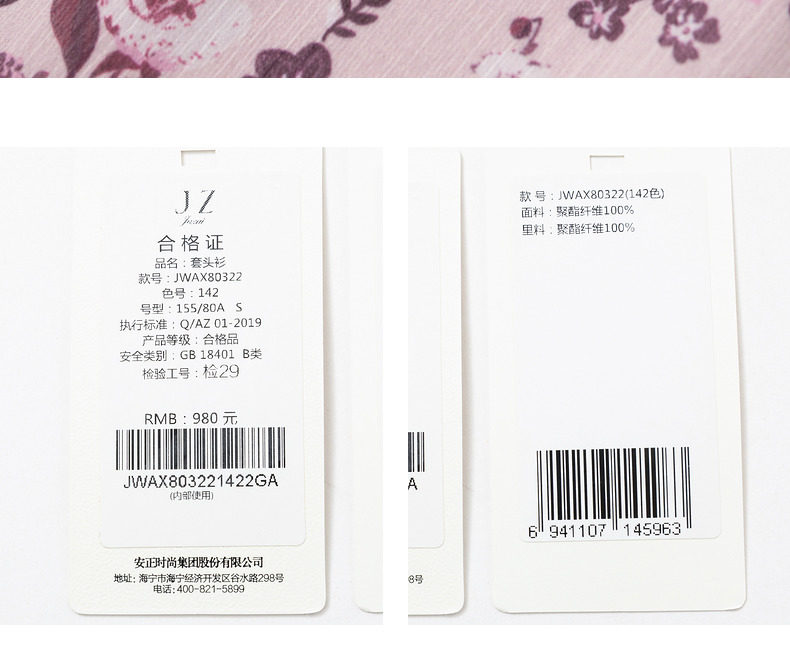 JZ
Juzui
合格证
品名：套头衫
款号：JWAX80322
色号：142
号型：155/80A S
执行标准：Q/AZ 01-2019
产品等级：合格品
安全类别：GB 18401 B类
检验工号：检29
RMB：980 元
JWAX803221422GA
(内部使用)
安正时尚集团股份有限公司
地址：海宁市海宁经济开发区谷水路298号
电话：400-821-5899
A
8号
款 号：JWAX80322(142色)
面料：聚酯纤维100%
里料：聚酯纤维100%
6 941107 145963